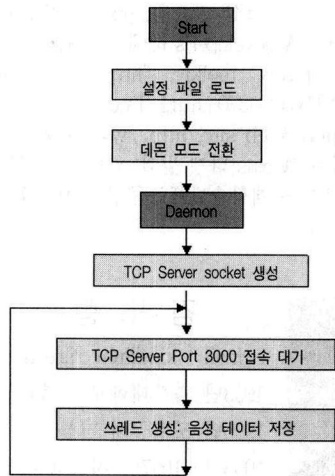 Start
설정 파일 로드
데몬 모드 전환
Daemon
TCP Server socket 생성
TCP Server Port 3000 접속 대기
쓰레드 생성: 음성 테이터 저장